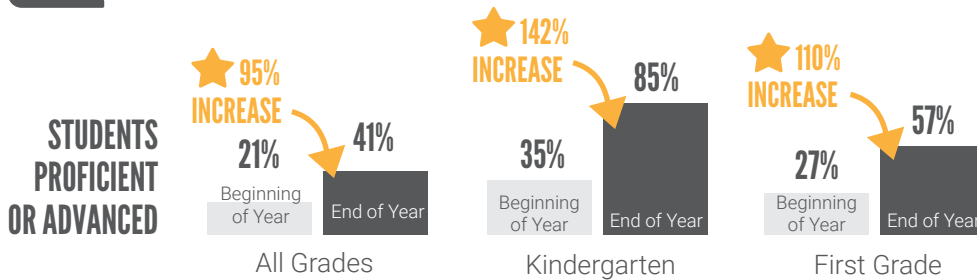 STUDENTS
PROFICIENT
OR ADVANCED
95%
INCREASE
21%
Beginning
of Year
41%
End of Year
All Grades
142%
INCREASE
35%
Beginning
of Year
85%
End of Year
Kindergarten
110%
INCREASE
27%
Beginning
of Year
57%
End of Year
First Grade